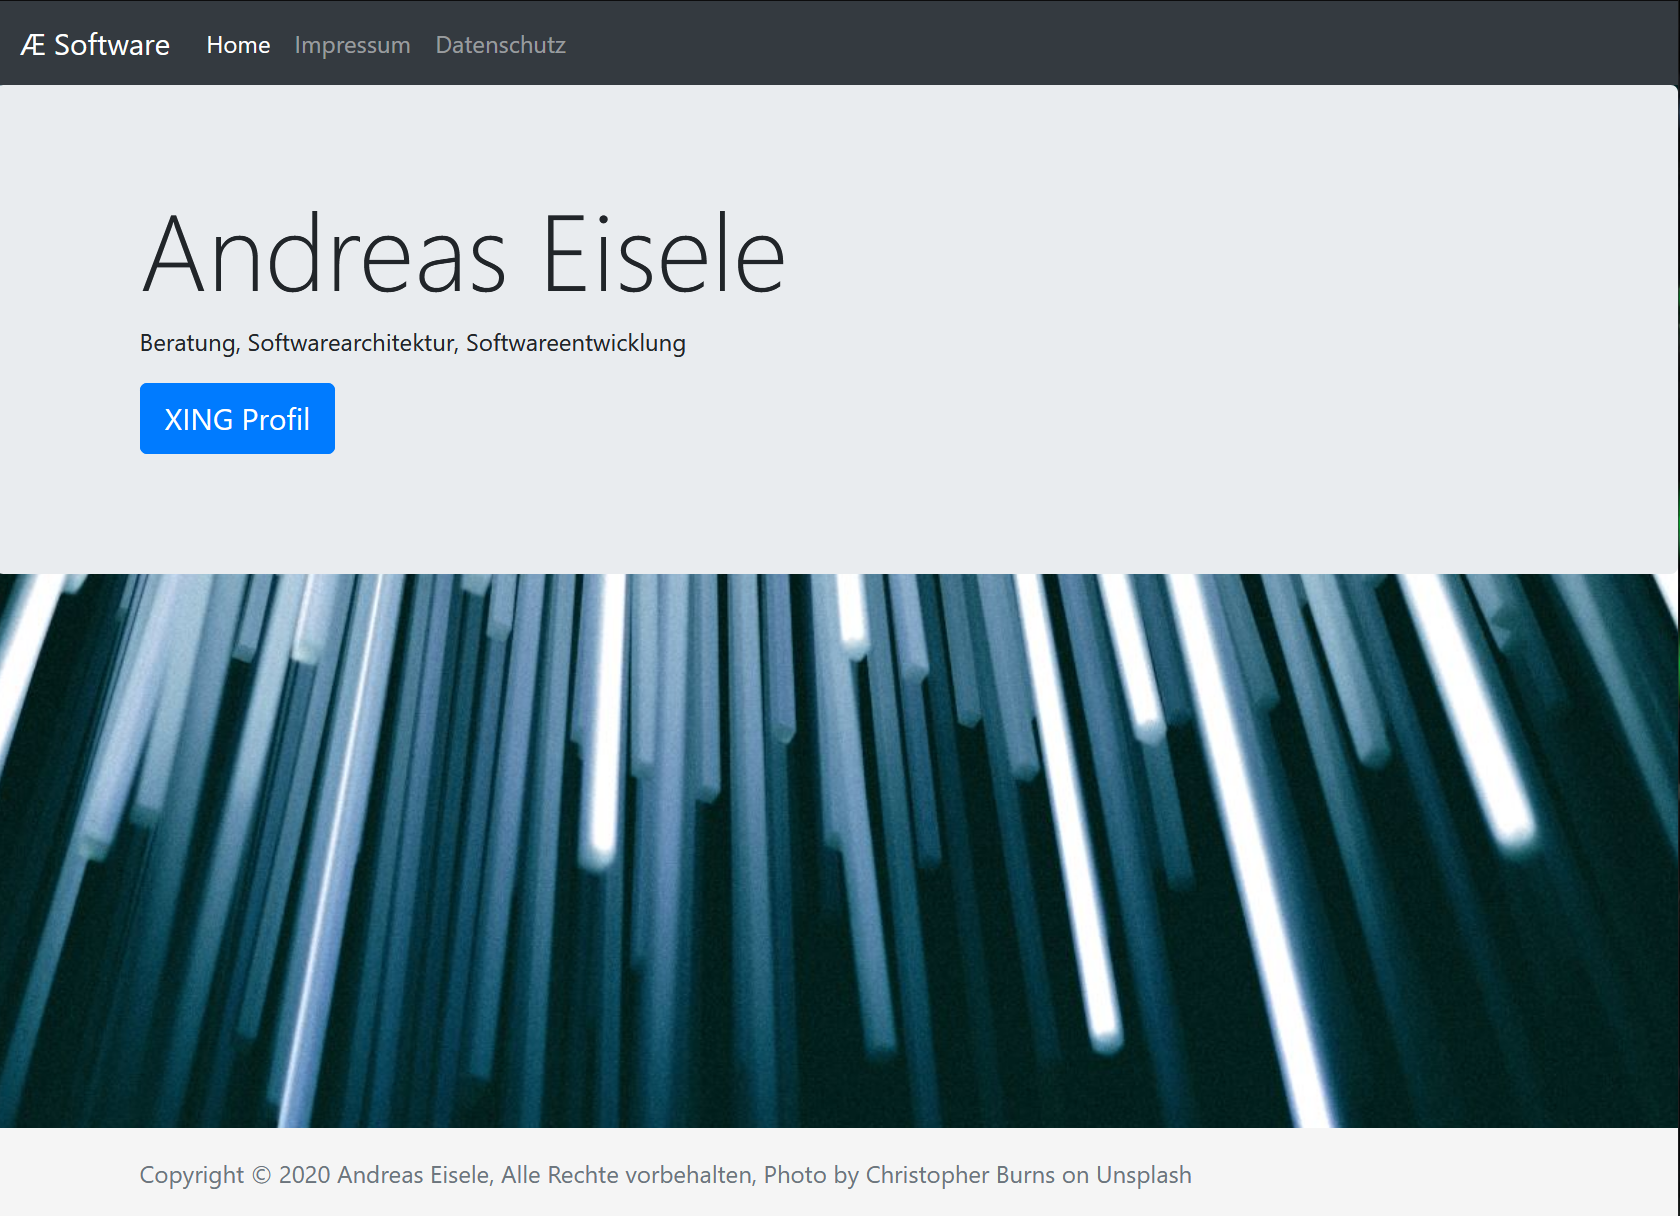 Æ Software Home Impressum Datenschutz
Andreas Eisele
Beratung, Softwarearchitektur, Softwareentwicklung
XING Profil
Copyright © 2020 Andreas Eisele, Alle Rechte vorbehalten, Photo by Christopher Burns on Unsplash